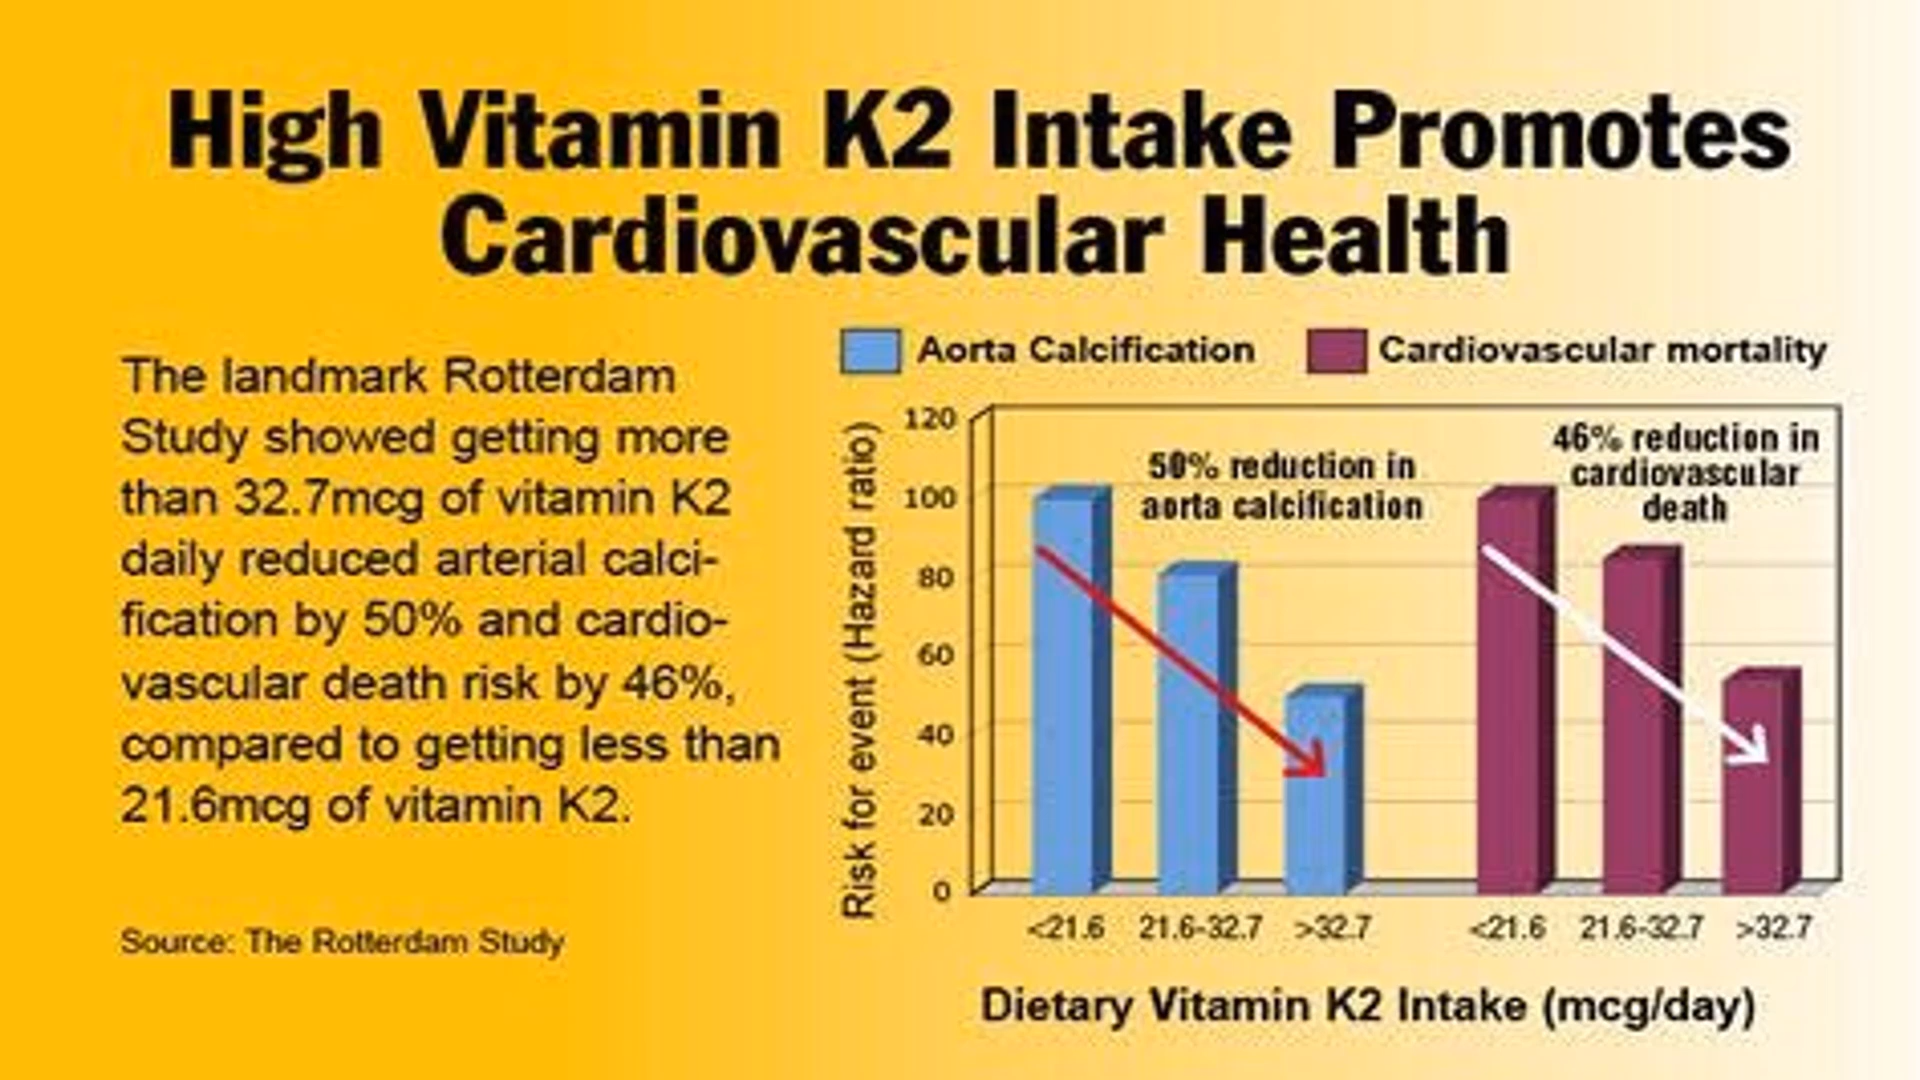 High Vitamin K2 Intake Promotes
Cardiovascular Health
The landmark Rotterdam
Study showed getting more
than 32.7mcg of vitamin K2
daily reduced arterial calci-
fication by 50% and cardio-
vascular death risk by 46%,
compared to getting less than
21.6mcg of vitamin K2.
Source: The Rotterdam Study
Aorta Calcification
Cardiovascular mortality
Risk for event (Hazard ratio)
120
100
80
60
40
20
0
50% reduction in
aorta calcification
46% reduction in
cardiovascular
death
<21.6 21.6-32.7 >32.7 <21.6 21.6-32.7 >32.7
Dietary Vitamin K2 Intake (mcg/day)